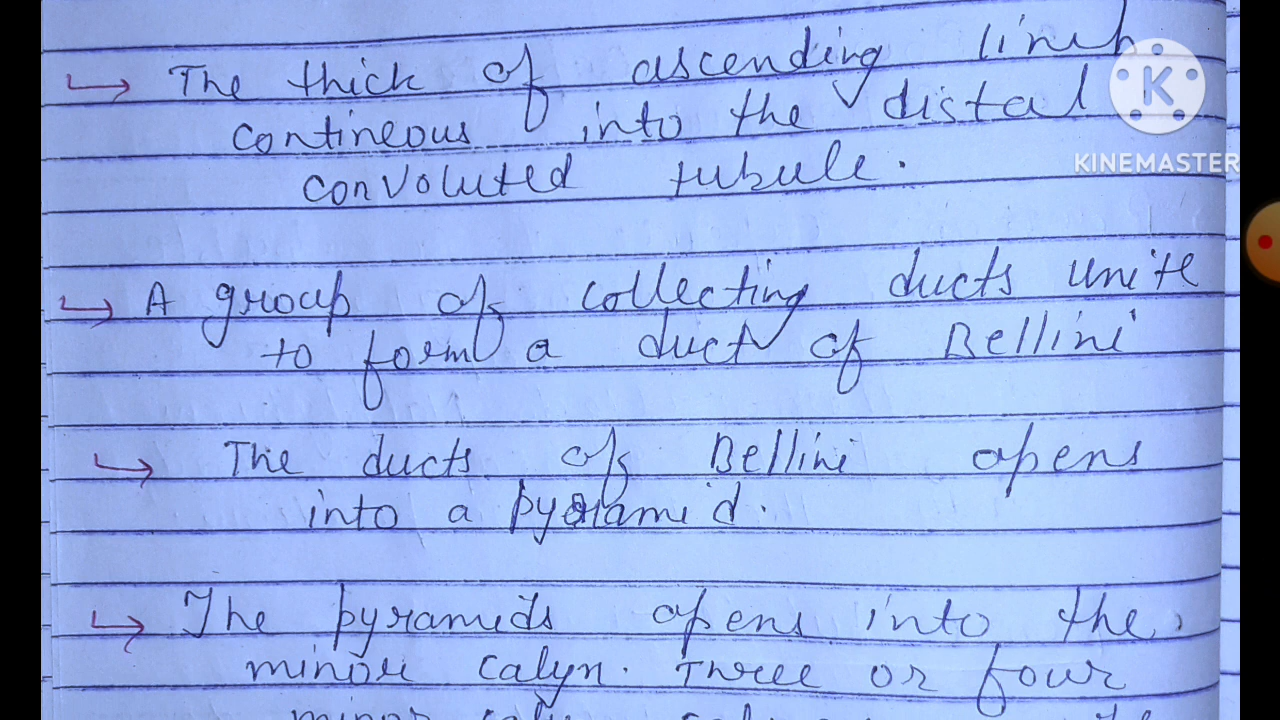 ↳ The thick of ascending limb
contineous into the distal
convoluted tubule.
↳ A group of collecting ducts unite
to form a duct of Bellini
↳ The ducts of Bellini opens
into a pyramid.
↳ The pyramids opens into the
minor calyn. Three or four
minor
K
KINEMASTER